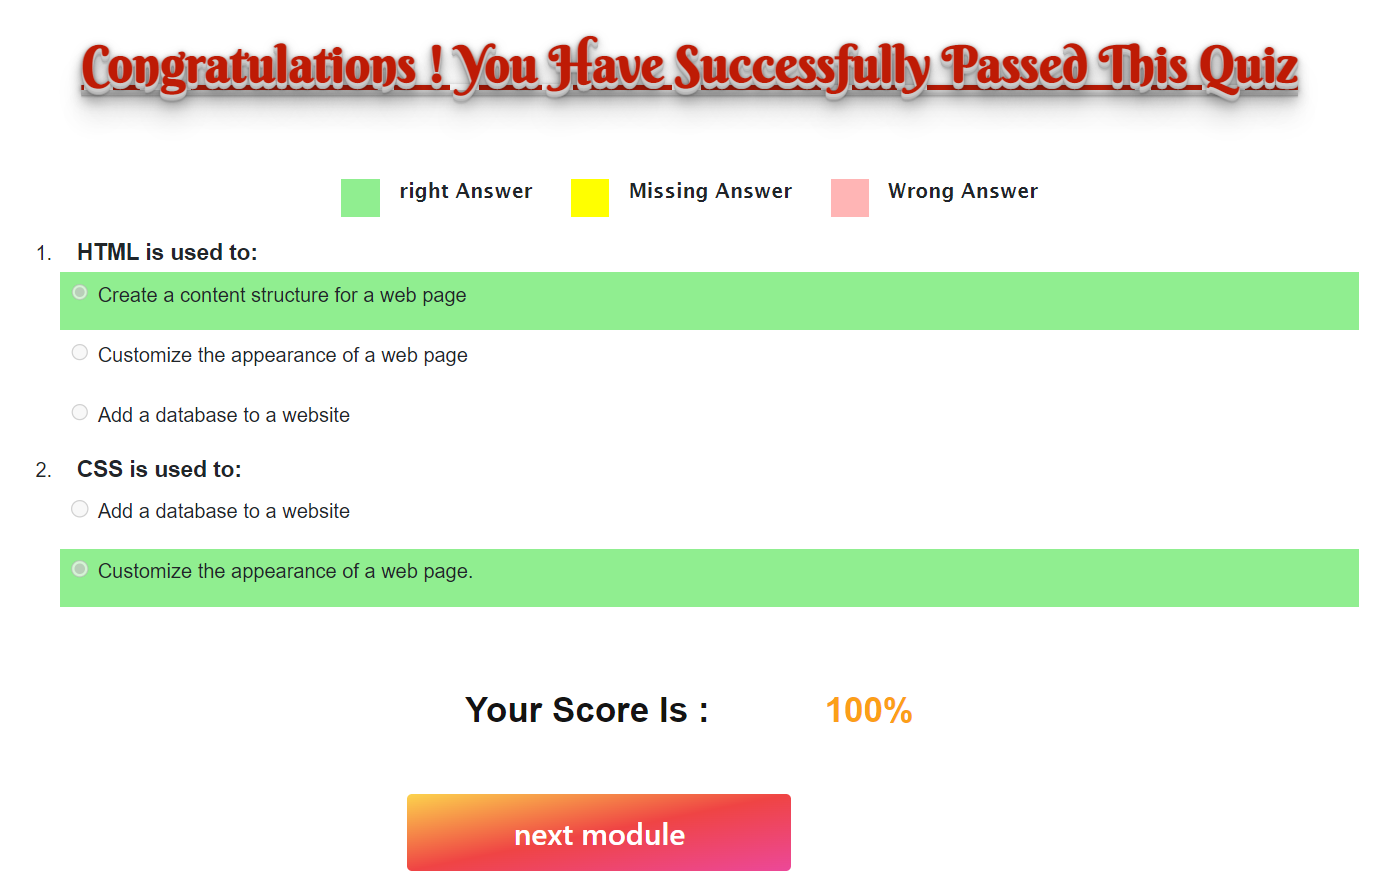 Congratulations ! You Have Successfully Passed This Quiz
right Answer Missing Answer Wrong Answer
1. HTML is used to:
Create a content structure for a web page
Customize the appearance of a web page
Add a database to a website
2. CSS is used to:
Add a database to a website
Customize the appearance of a web page.
Your Score Is : 100%
next module